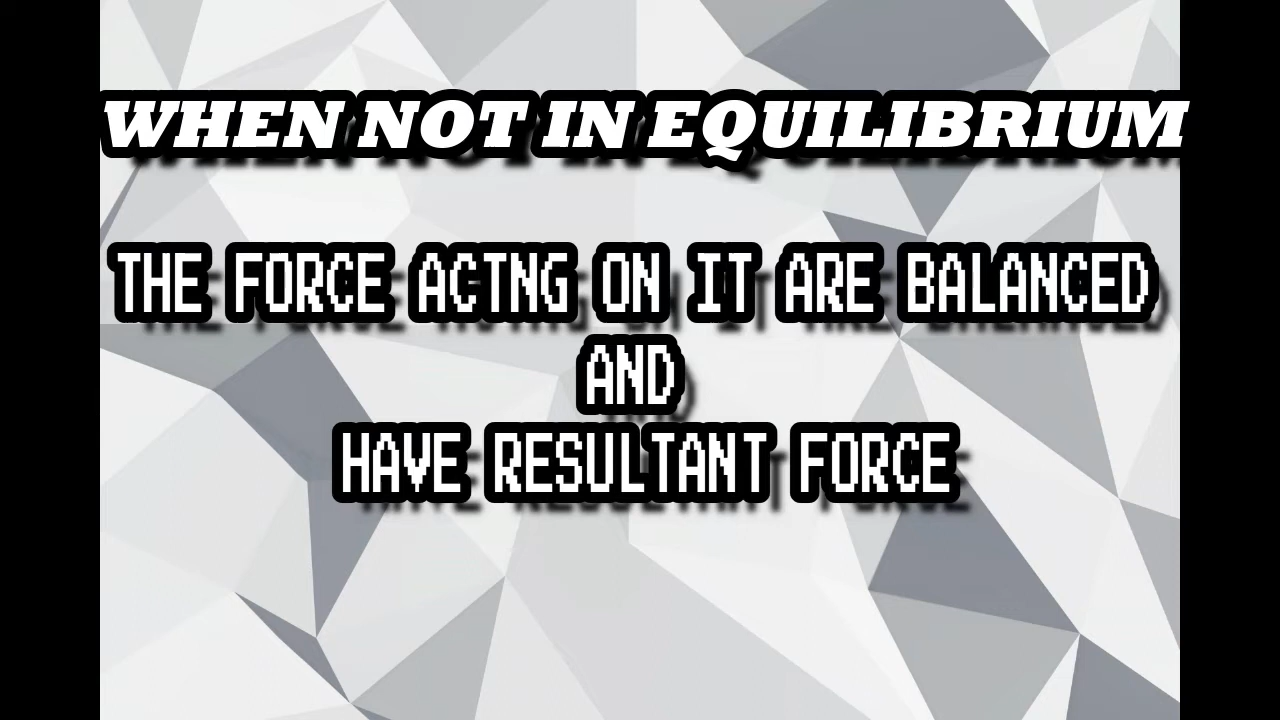 WHEN NOT IN EQUILIBRIUM
THE FORCE ACTNG ON IT ARE BALANCED
AND
HAVE RESULTANT FORCE